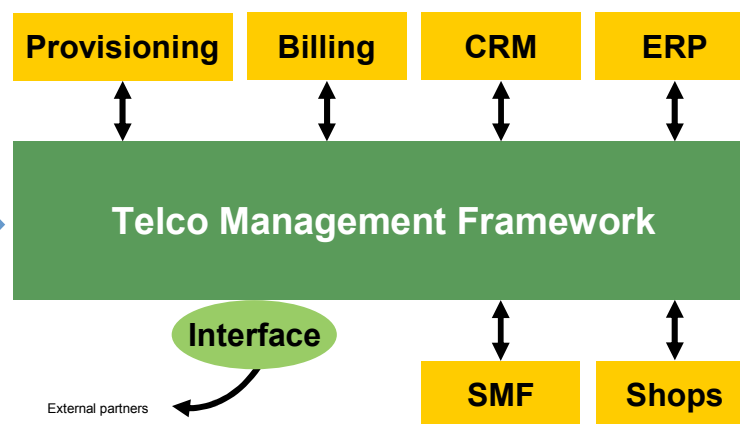 Provisioning
Billing
CRM
ERP
Telco Management Framework
Interface
SMF
Shops
External partners